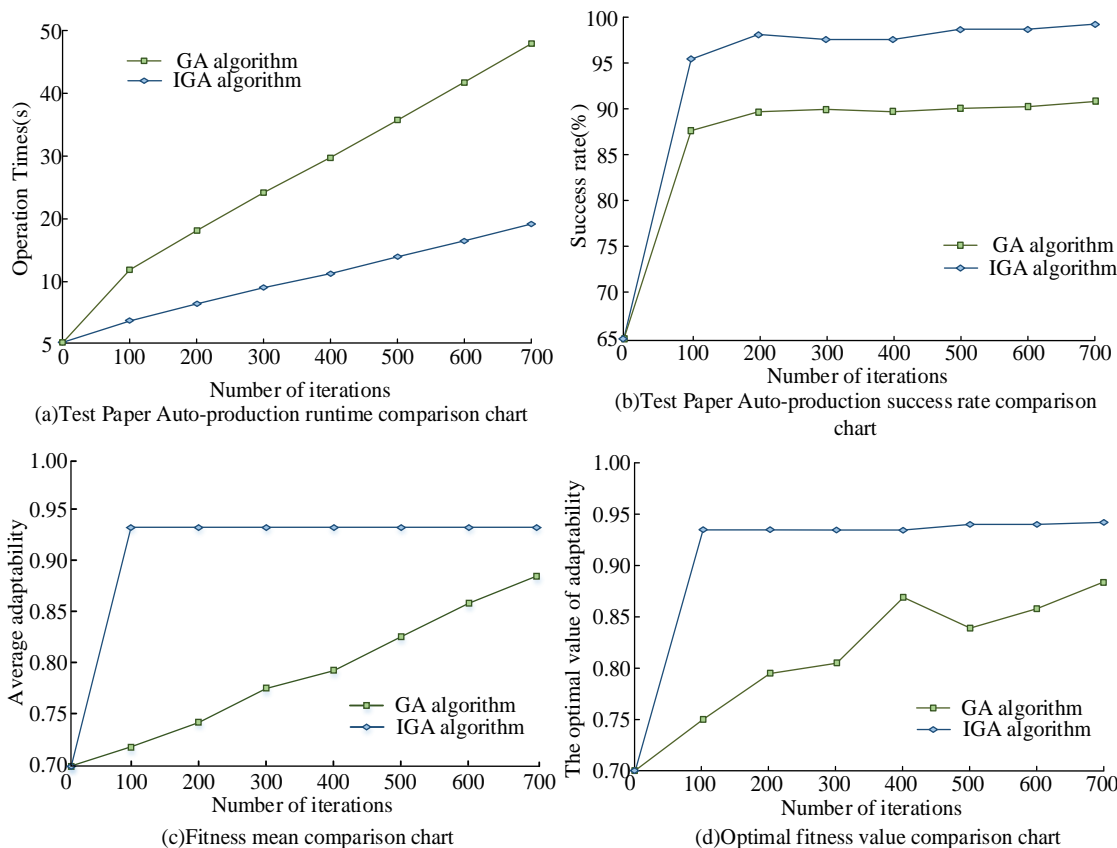 50
40
30
20
10
5
Operation Times(s)
GA algorithm
IGA algorithm
0 100 200 300 400 500 600 700
Number of iterations
(a)Test Paper Auto-production runtime comparison chart
100
95
90
85
80
75
70
65
Success rate(%)
GA algorithm
IGA algorithm
0 100 200 300 400 500 600 700
Number of iterations
(b)Test Paper Auto-production success rate comparison
chart
1.00
0.95
0.90
0.85
0.80
0.75
0.70
Average adaptability
GA algorithm
IGA algorithm
0 100 200 300 400 500 600 700
Number of iterations
(c)Fitness mean comparison chart
1.00
0.95
0.90
0.85
0.80
0.75
0.70
The optimal value of adaptability
GA algorithm
IGA algorithm
0 100 200 300 400 500 600 700
Number of iterations
(d)Optimal fitness value comparison chart